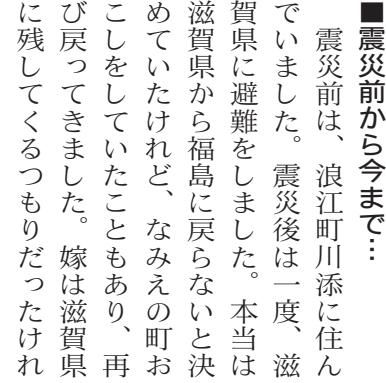 ■震災前から今まで…
　震災前は、浪江町川添に住ん
でいました。震災後は一度、滋
賀県に避難をしました。本当は
滋賀県から福島に戻らないと決
めていたけれど、なみえの町お
こしをしていたこともあり、再
び戻ってきました。嫁は滋賀県
に残してくるつもりだったけれ